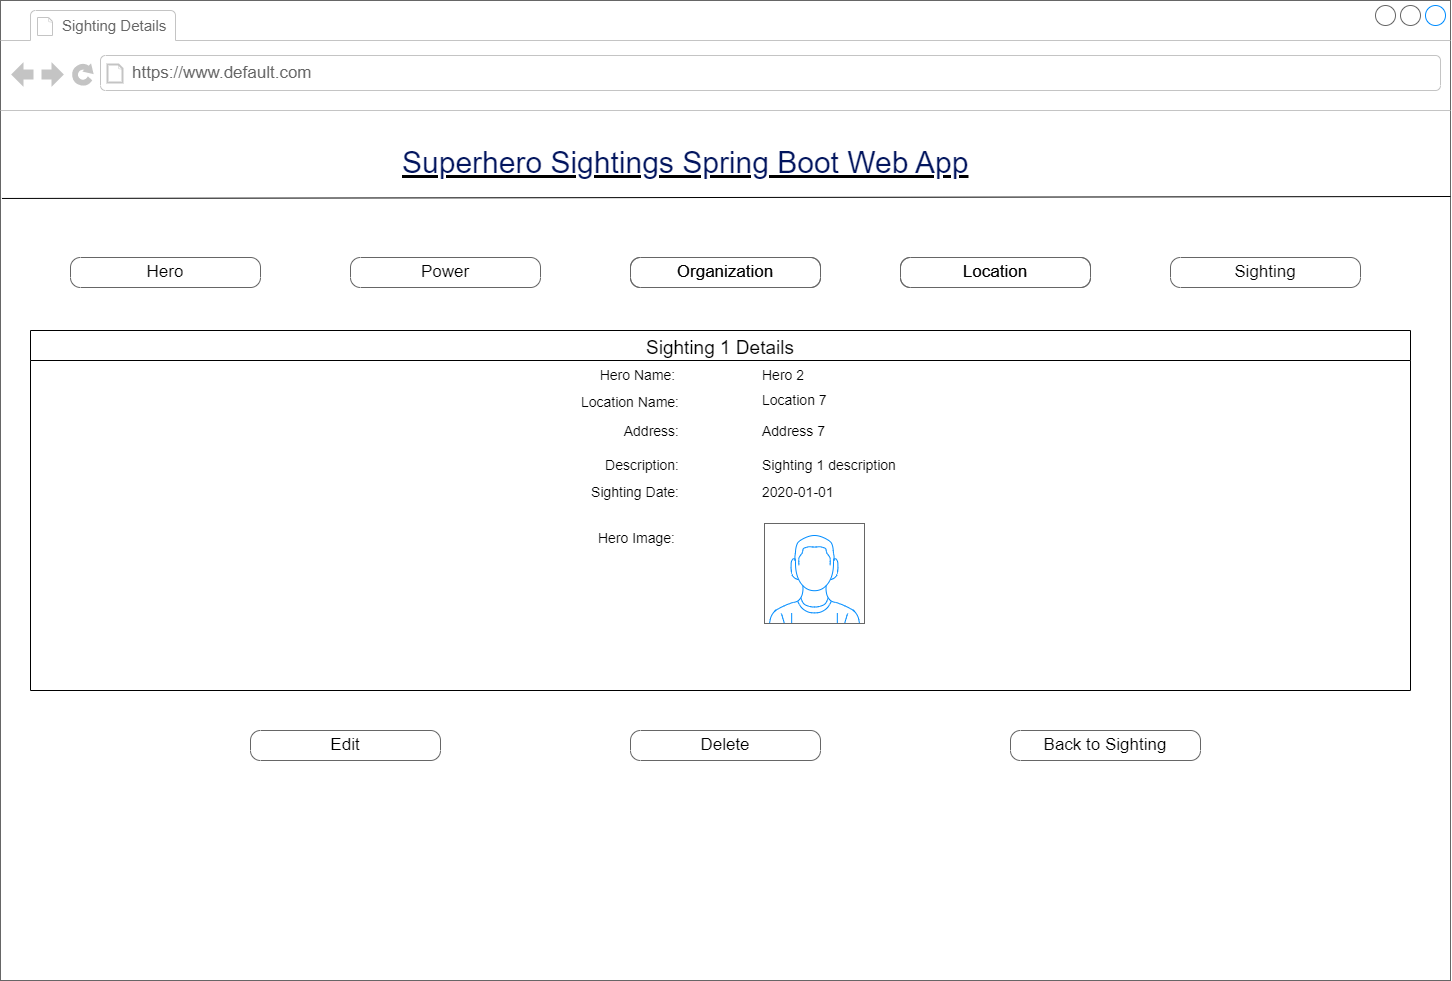 Sighting Details
https://www.default.com
Superhero Sightings Spring Boot Web App
Hero Power Organization Location Sighting
Sighting 1 Details
Hero Name: Hero 2
Location Name: Location 7
Address: Address 7
Description: Sighting 1 description
Sighting Date: 2020-01-01
Hero Image:
Edit Delete Back to Sighting